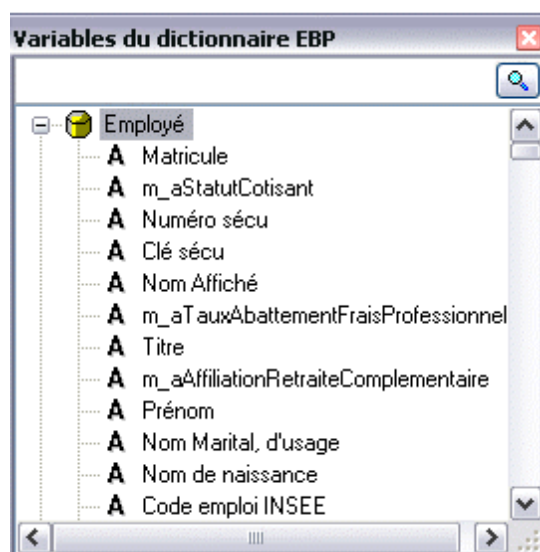 Variables du dictionnaire EBP
Employé
A Matricule
A m_aStatutCotisant
A Numéro sécu
A Clé sécu
A Nom Affiché
A m_aTauxAbattementFraisProfessionnel
A Titre
A m_aAffiliationRetraiteComplementaire
A Prénom
A Nom Marital, d'usage
A Nom de naissance
A Code emploi INSEE